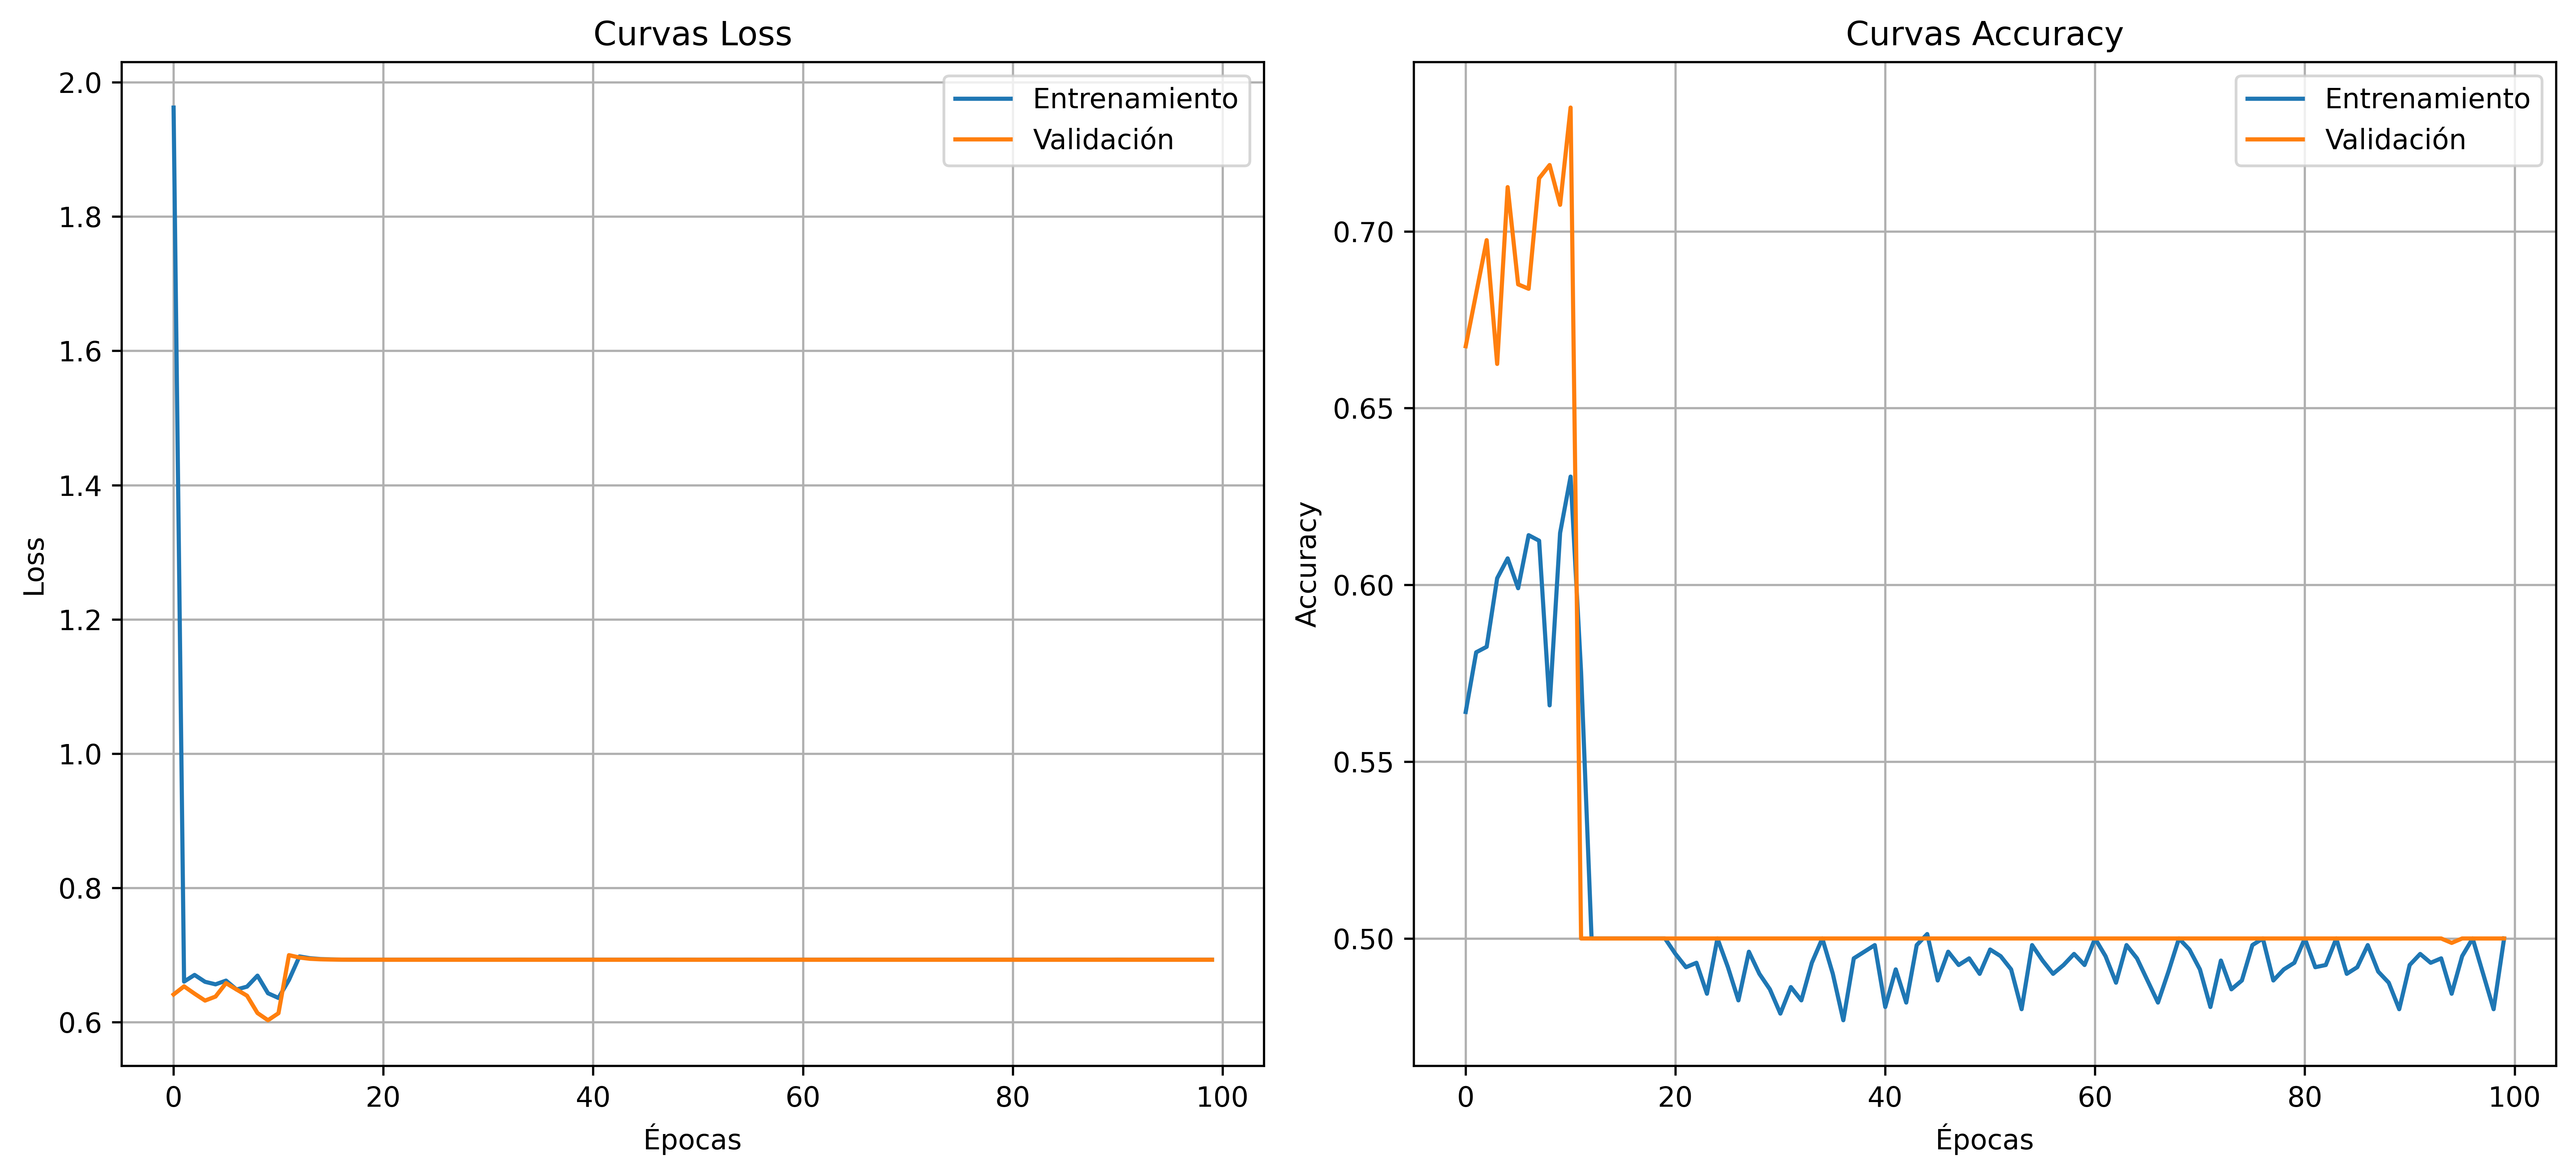 Curvas Loss
2.0
1.8
1.6
1.4
1.2
1.0
0.8
0.6
Loss
0 20 40 60 80 100
Épocas
Entrenamiento
Validación
Curvas Accuracy
0.70
0.65
0.60
0.55
0.50
Accuracy
0 20 40 60 80 100
Épocas
Entrenamiento
Validación